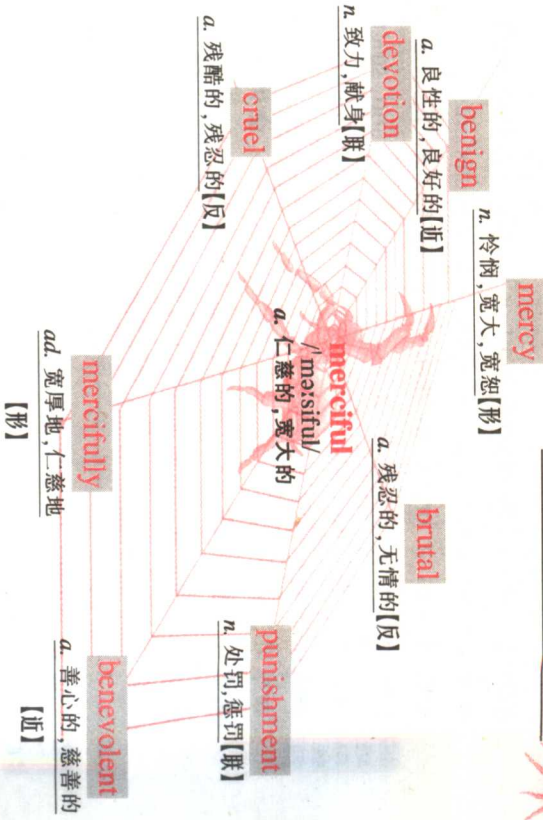 mercy
n. 怜悯,宽大,宽恕【形】
benign
a. 良性的,良好的【近】
devotion
n. 致力,献身【联】
cruel
a. 残酷的,残忍的【反】
merciful
/ˈməːsiful/
a. 仁慈的,宽大的
brutal
a. 残忍的,无情的【反】
punishment
n. 处罚,惩罚【联】
mercifully
ad. 宽厚地,仁慈地
【形】
benevolent
a. 善心的,慈善的
【近】